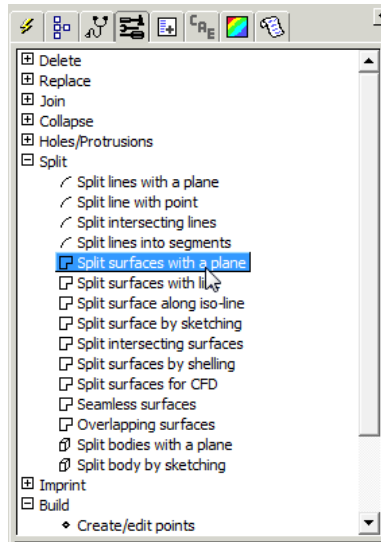 CAE
Delete
Replace
Join
Collapse
Holes/Protrusions
Split
Split lines with a plane
Split line with point
Split intersecting lines
Split lines into segments
Split surfaces with a plane
Split surfaces with
Split surface along iso-line
Split surface by sketching
Split intersecting surfaces
Split surfaces by shelling
Split surfaces for CFD
Seamless surfaces
Overlapping surfaces
Split bodies with a plane
Split body by sketching
Imprint
Build
Create/edit points